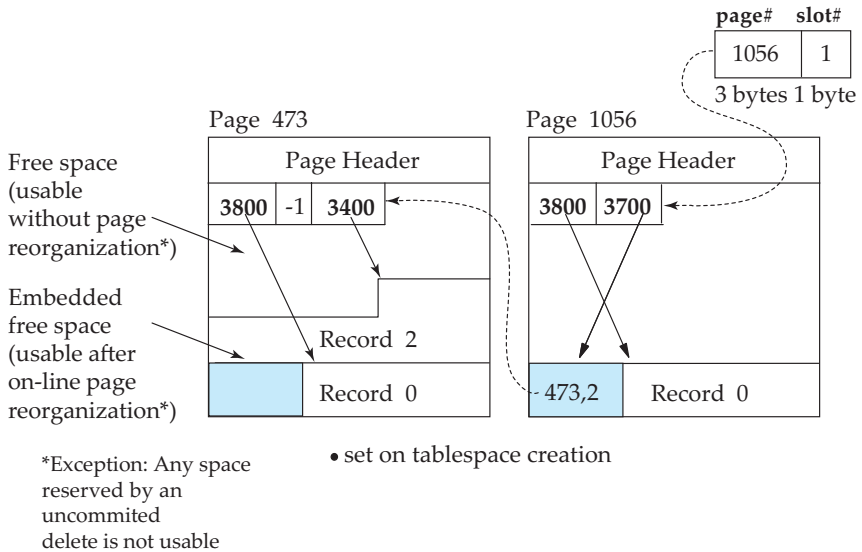 page# slot#
1056 1
3 bytes 1 byte
Page 473
Page 1056
Page Header
Page Header
3800 -1 3400
3800 3700
Free space
(usable
without page
reorganization*)
Embedded
free space
(usable after
on-line page
reorganization*)
Record 2
Record 0
473,2 Record 0
• set on tablespace creation
*Exception: Any space
reserved by an
uncommited
delete is not usable